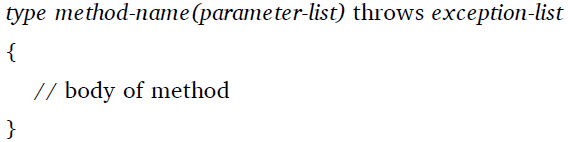 type method-name(parameter-list) throws exception-list
{
// body of method
}